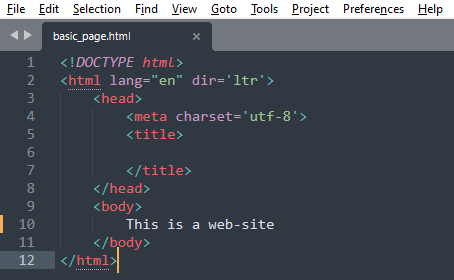 File Edit Selection Find View Goto Tools Project Preferences Help
basic_page.html ×
1 <!DOCTYPE html>
2 <html lang="en" dir='ltr'>
3 <head>
4 <meta charset='utf-8'>
5 <title>
6
7 </title>
8 </head>
9 <body>
10 This is a web-site
11 </body>
12 </html>